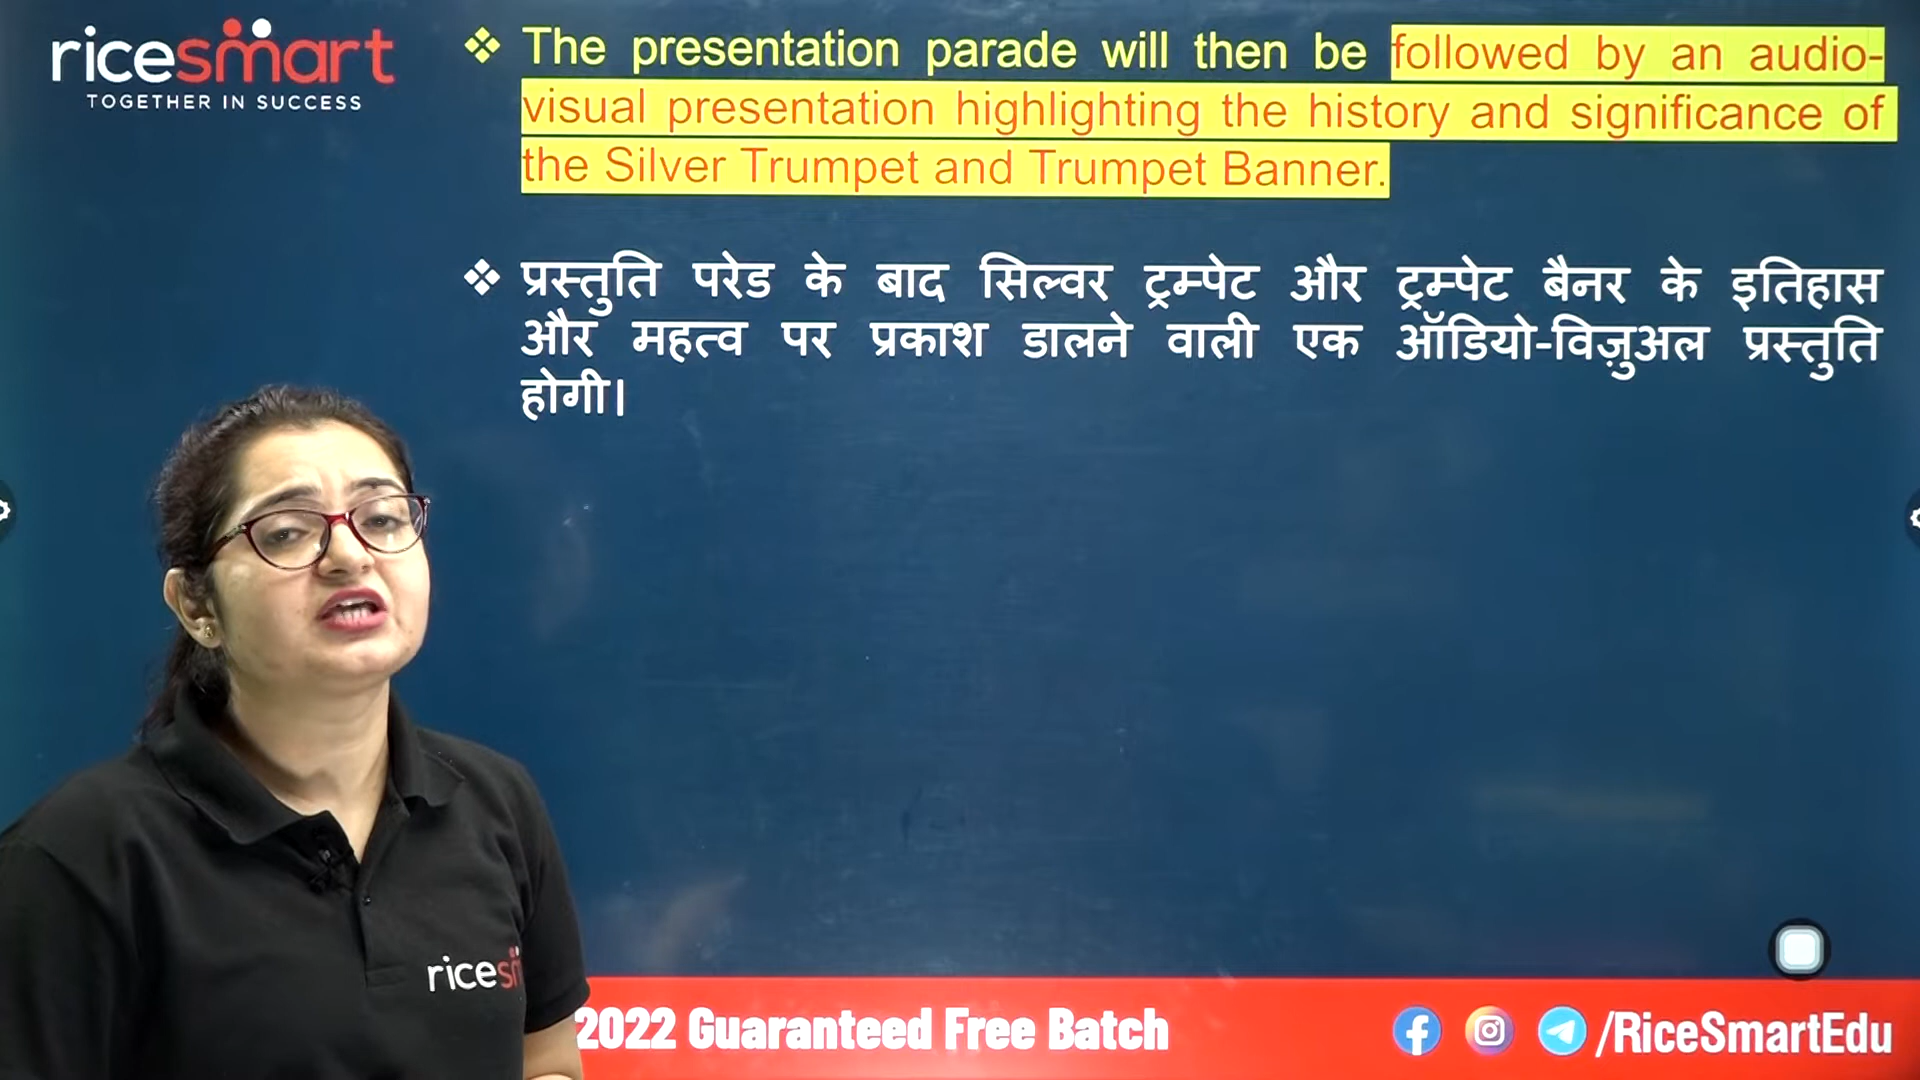 ricesmart
TOGETHER IN SUCCESS
❖ The presentation parade will then be followed by an audio-
visual presentation highlighting the history and significance of
the Silver Trumpet and Trumpet Banner.
❖ प्रस्तुति परेड के बाद सिल्वर ट्रम्पेट और ट्रम्पेट बैनर के इतिहास
और महत्व पर प्रकाश डालने वाली एक ऑडियो-विज़ुअल प्रस्तुति
होगी।
ricesm
2022 Guaranteed Free Batch
/RiceSmartEdu